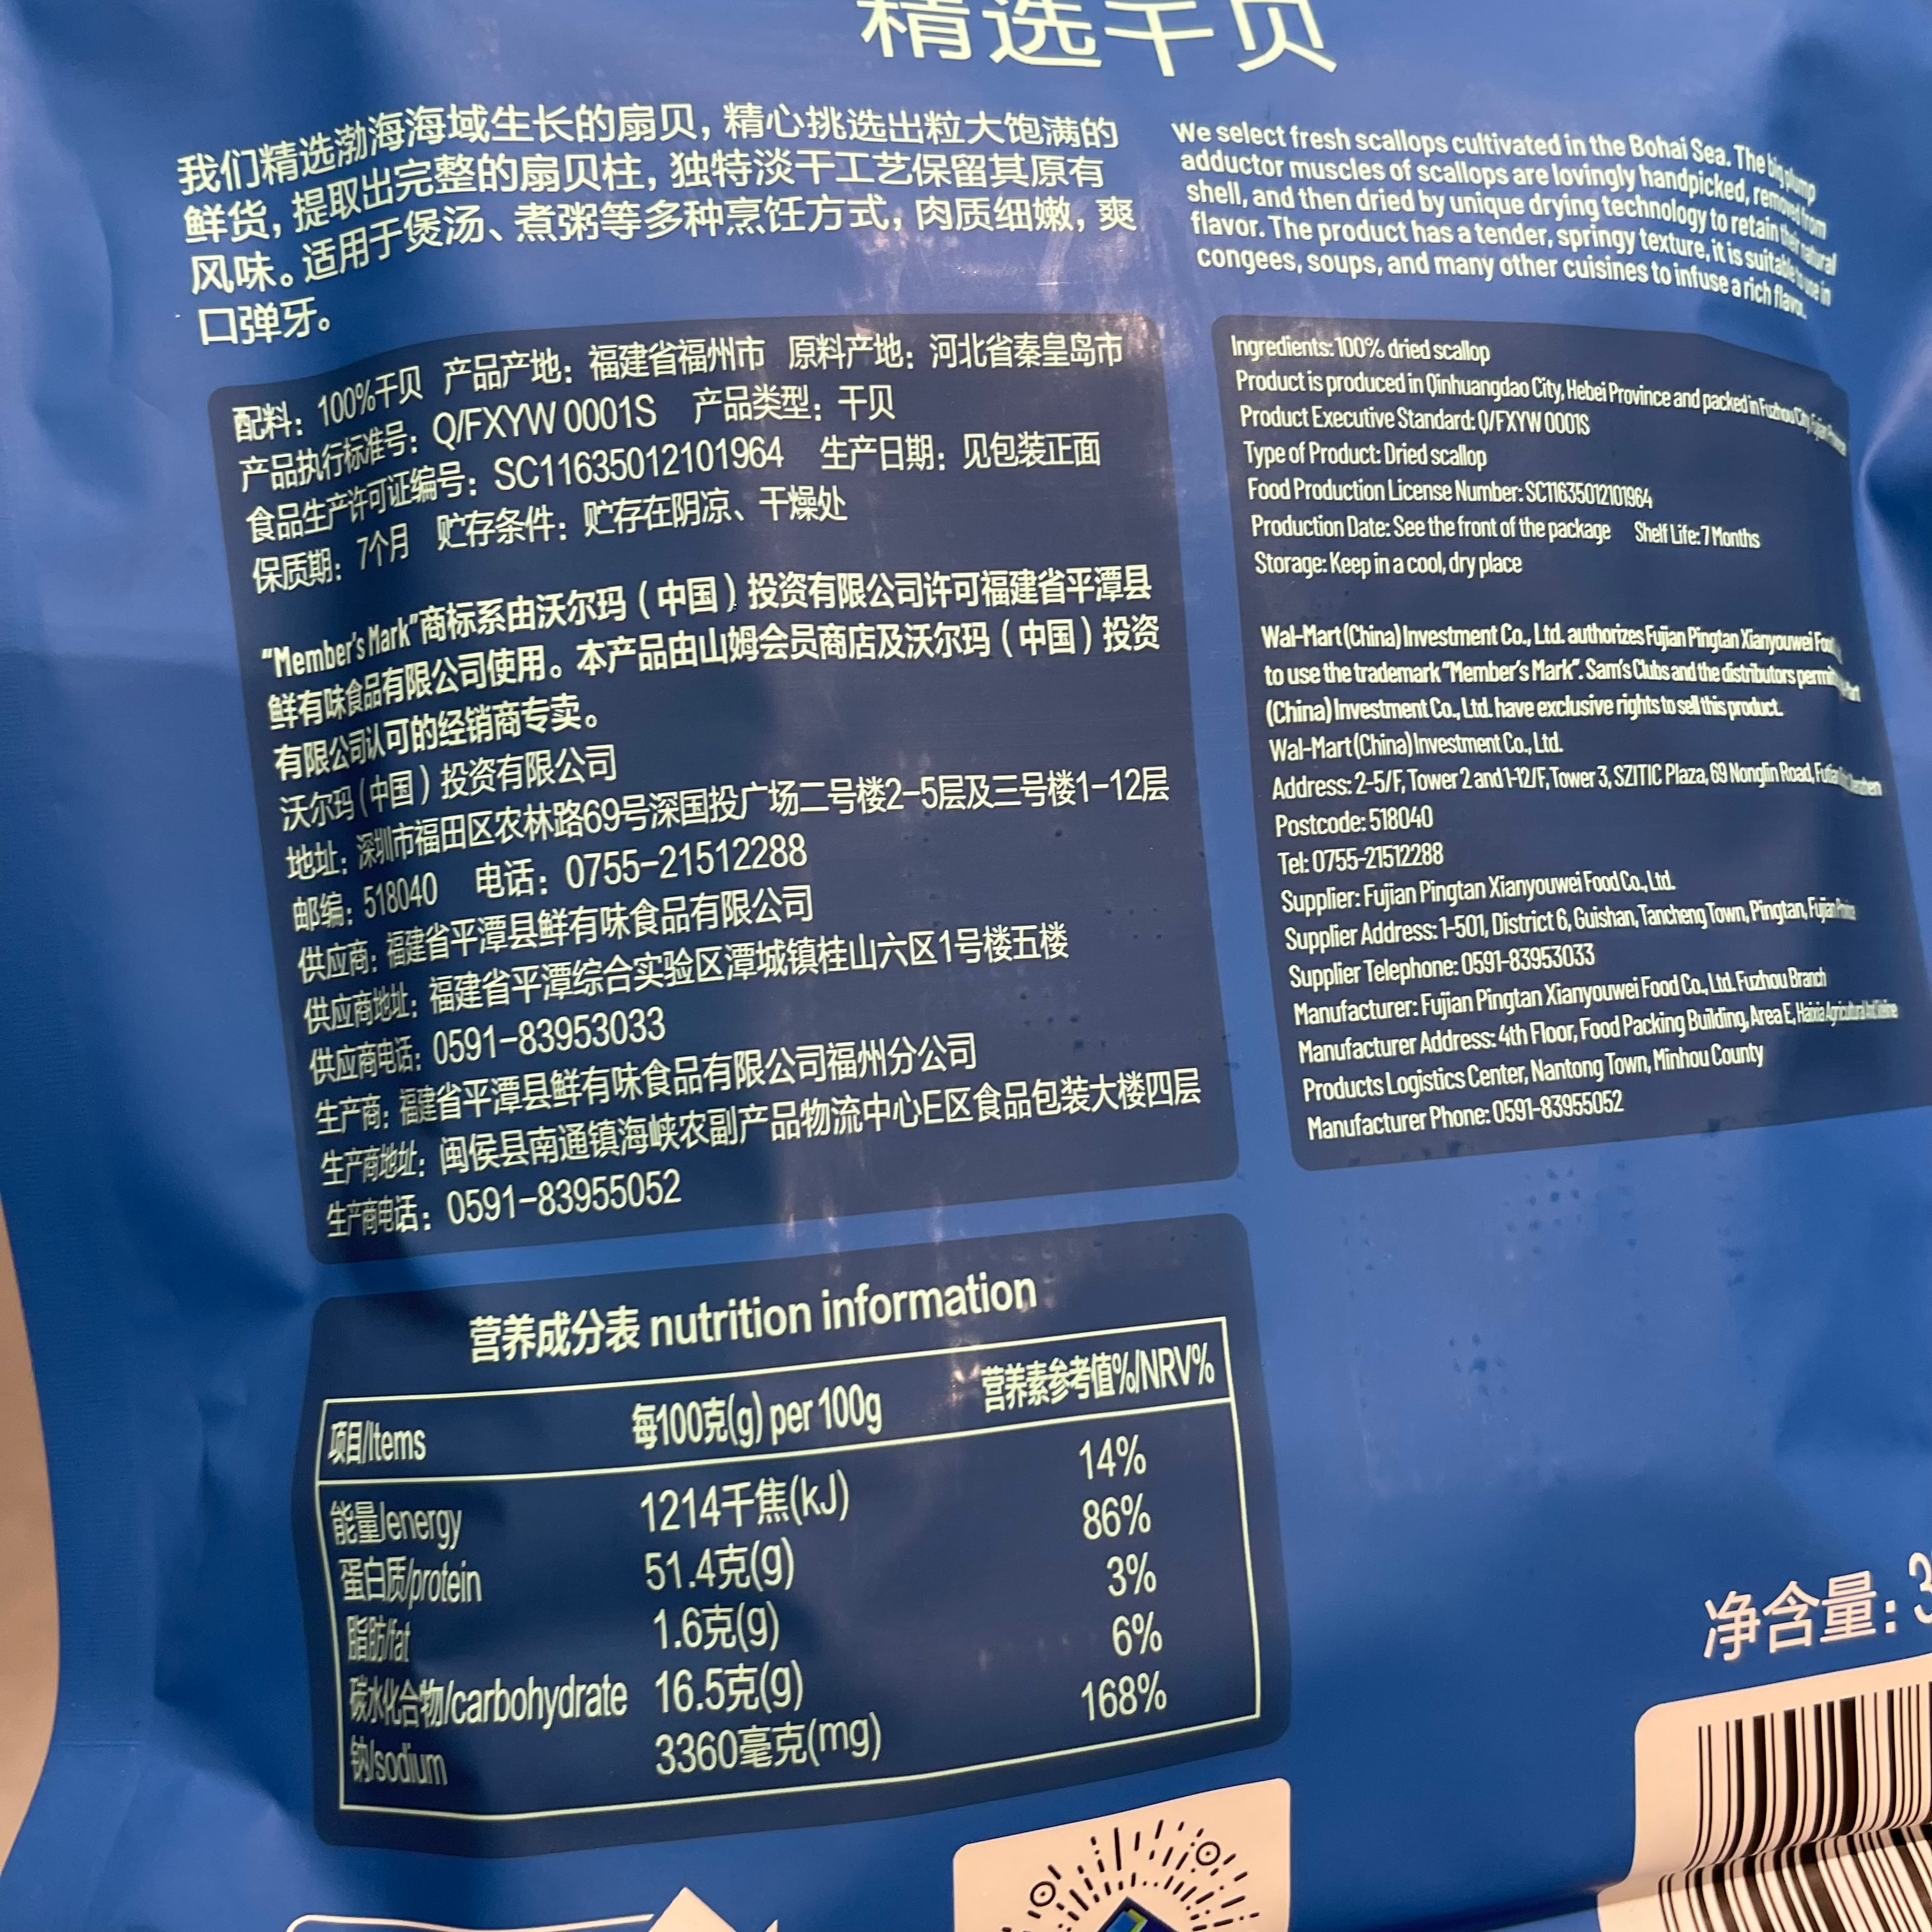 精选干贝
我们精选渤海海域生长的扇贝，精心挑选出粒大饱满的
鲜货，提取出完整的扇贝柱，独特淡干工艺保留其原有
风味。适用于煲汤、煮粥等多种烹饪方式，肉质细嫩，爽
口弹牙。
We select fresh scallops cultivated in the Bohai Sea. The big plump
adductor muscles of scallops are lovingly handpicked, removed from
shell, and then dried by unique drying technology to retain their natural
flavor. The product has a tender, springy texture, it is suitable to use in
congees, soups, and many other cuisines to infuse a rich flavor.
配料：100%干贝 产品产地：福建省福州市 原料产地：河北省秦皇岛市
产品执行标准号：Q/FXYW 0001S 产品类型：干贝
食品生产许可证编号：SC11635012101964 生产日期：见包装正面
保质期：7个月 贮存条件：贮存在阴凉、干燥处
“Member's Mark”商标系由沃尔玛（中国）投资有限公司许可福建省平潭县
鲜有味食品有限公司使用。本产品由山姆会员商店及沃尔玛（中国）投资
有限公司认可的经销商专卖。
沃尔玛（中国）投资有限公司
地址：深圳市福田区农林路69号深国投广场二号楼2-5层及三号楼1-12层
邮编：518040 电话：0755-21512288
供应商：福建省平潭县鲜有味食品有限公司
供应商地址：福建省平潭综合实验区潭城镇桂山六区1号楼五楼
供应商电话：0591-83953033
生产商：福建省平潭县鲜有味食品有限公司福州分公司
生产商地址：闽侯县南通镇海峡农副产品物流中心E区食品包装大楼四层
生产商电话：0591-83955052
Ingredients: 100% dried scallop
Product is produced in Qinhuangdao City, Hebei Province and packed in Fuzhou City, Fujian Province
Product Executive Standard: Q/FXYW 0001S
Type of Product: Dried scallop
Food Production License Number: SC11635012101964
Production Date: See the front of the package Shelf Life: 7 Months
Storage: Keep in a cool, dry place
Wal-Mart (China) Investment Co., Ltd. authorizes Fujian Pingtan Xianyouwei
to use the trademark “Member's Mark”. Sam's Clubs and the distributors
(China) Investment Co., Ltd. have exclusive rights to sell this product.
Wal-Mart (China) Investment Co., Ltd.
Address: 2-5/F, Tower 2 and 1-12/F, Tower 3, SZITIC Plaza, 69 Nonglin Road,
Postcode: 518040
Tel: 0755-21512288
Supplier: Fujian Pingtan Xianyouwei Food Co., Ltd.
Supplier Address: 1-501, District 6, Guishan, Tancheng Town, Pingtan, Fujian
Supplier Telephone: 0591-83953033
Manufacturer: Fujian Pingtan Xianyouwei Food Co., Ltd. Fuzhou Branch
Manufacturer Address: 4th Floor, Food Packing Building, Area E, Haixia Agricultural
Products Logistics Center, Nantong Town, Minhou County
Manufacturer Phone: 0591-83955052
营养成分表 nutrition information
项目/Items 每100克(g) per 100g 营养素参考值%/NRV%
能量/energy 1214千焦(kJ) 14%
蛋白质/protein 51.4克(g) 86%
脂肪/fat 1.6克(g) 3%
碳水化合物/carbohydrate 16.5克(g) 6%
钠/sodium 3360毫克(mg) 168%
净含量：3